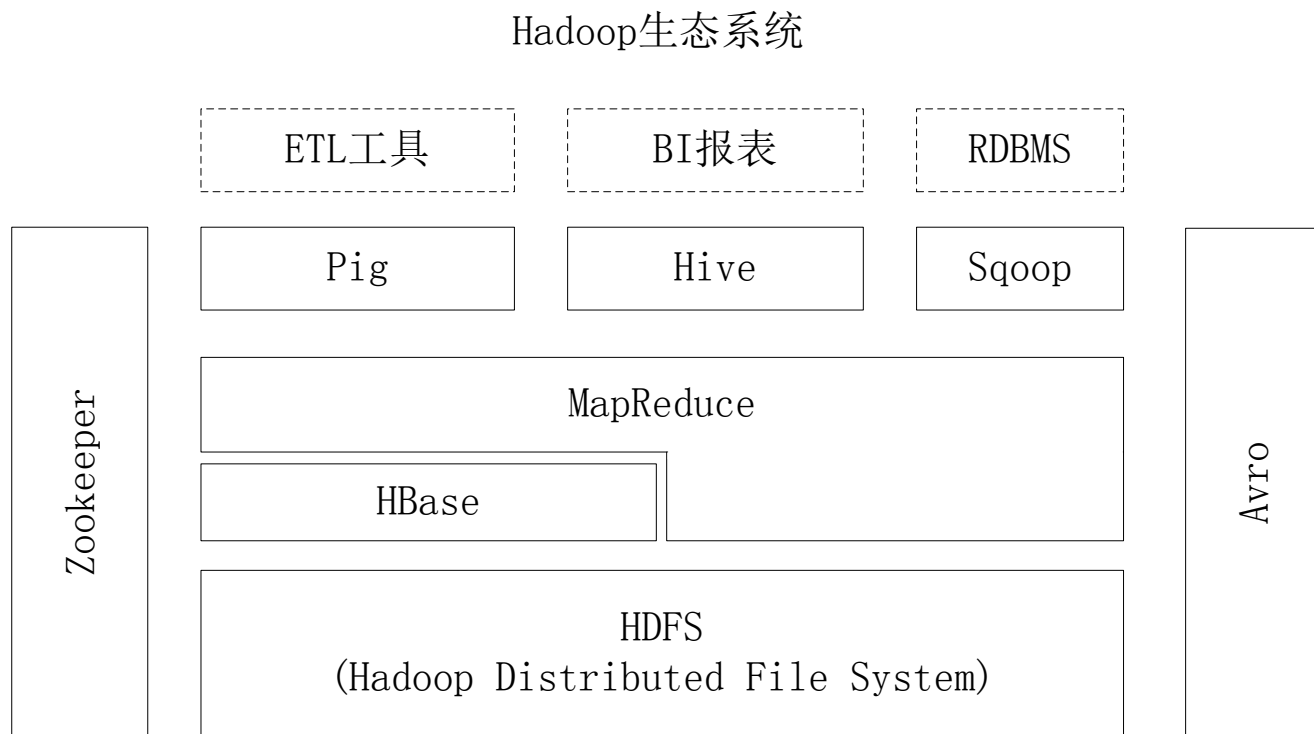 Hadoop生态系统
ETL工具
BI报表
RDBMS
Pig
Hive
Sqoop
Zookeeper
MapReduce
HBase
Avro
HDFS
(Hadoop Distributed File System)